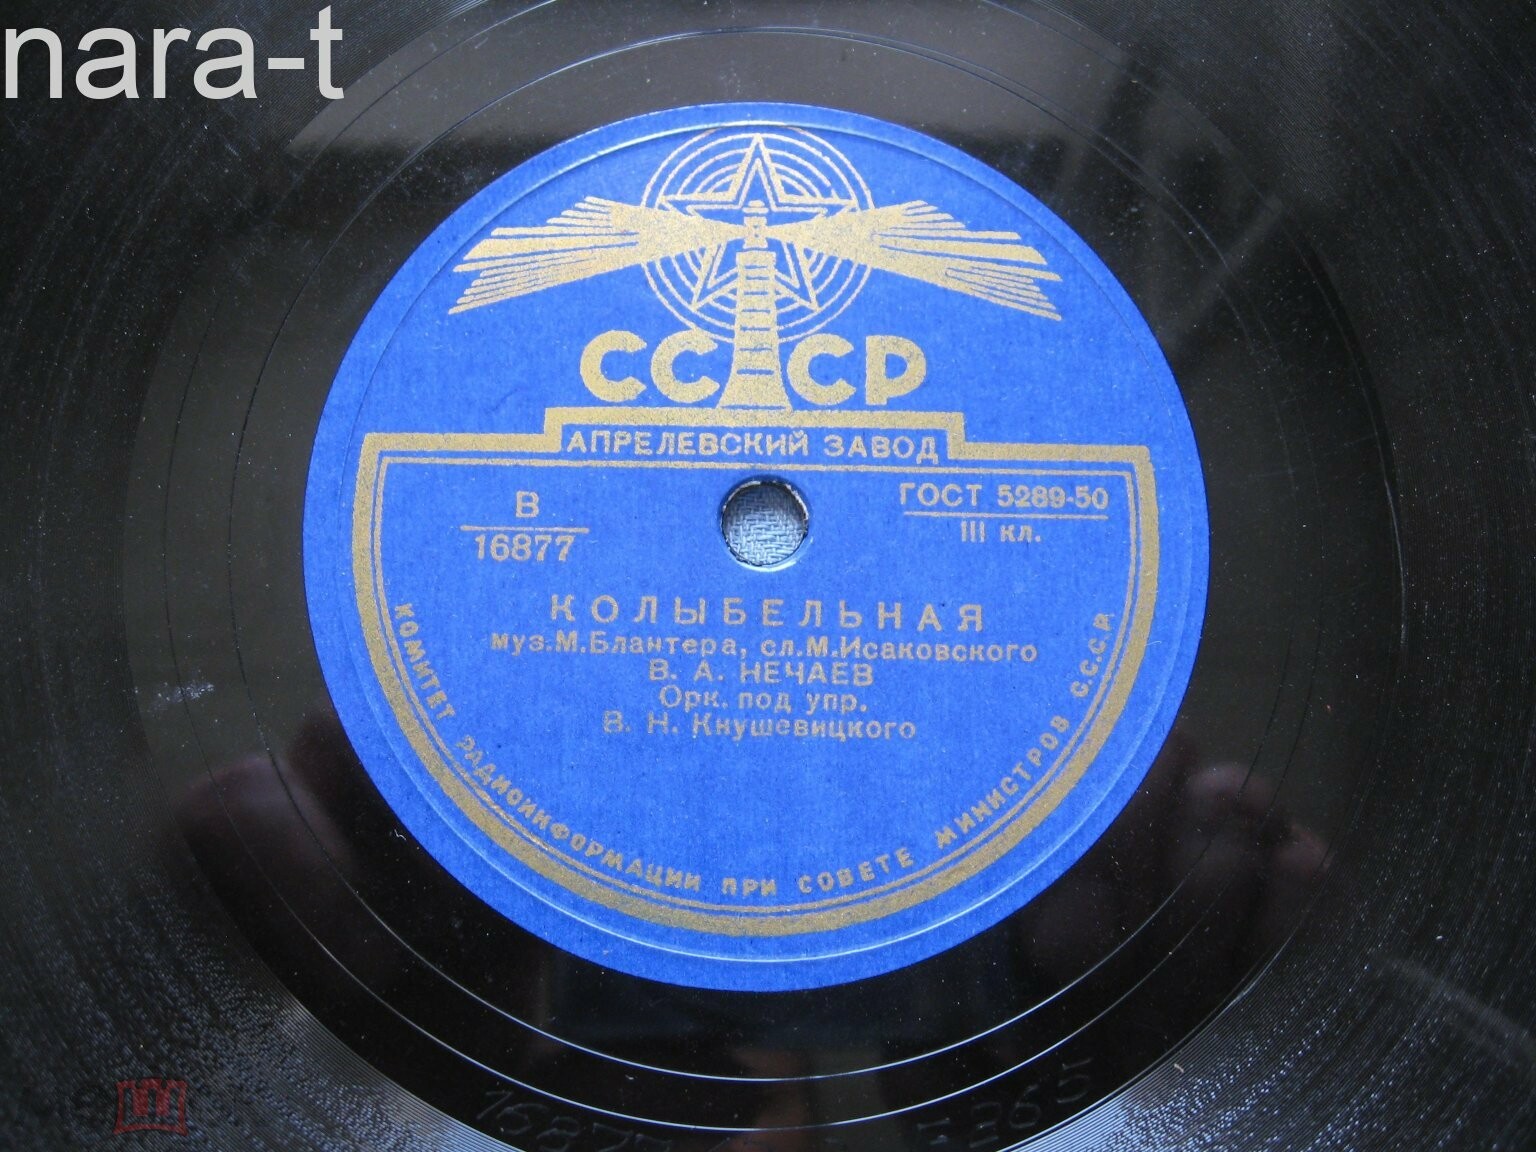 nara-t
СССР
АПРЕЛЕВСКИЙ ЗАВОД
В
16877
ГОСТ 5289-50
III кл.
КОЛЫБЕЛЬНАЯ
муз.М.Блантера, сл.М.Исаковского
В. А. НЕЧАЕВ
Орк. под упр.
В. Н. Кнушевицкого
КОМИТЕТ РАДИОИНФОРМАЦИИ ПРИ СОВЕТЕ МИНИСТРОВ С.С.С.Р.
16877